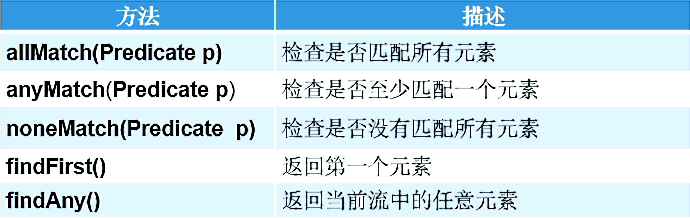 方法 描述
allMatch(Predicate p) 检查是否匹配所有元素
anyMatch(Predicate p) 检查是否至少匹配一个元素
noneMatch(Predicate  p) 检查是否没有匹配所有元素
findFirst() 返回第一个元素
findAny() 返回当前流中的任意元素